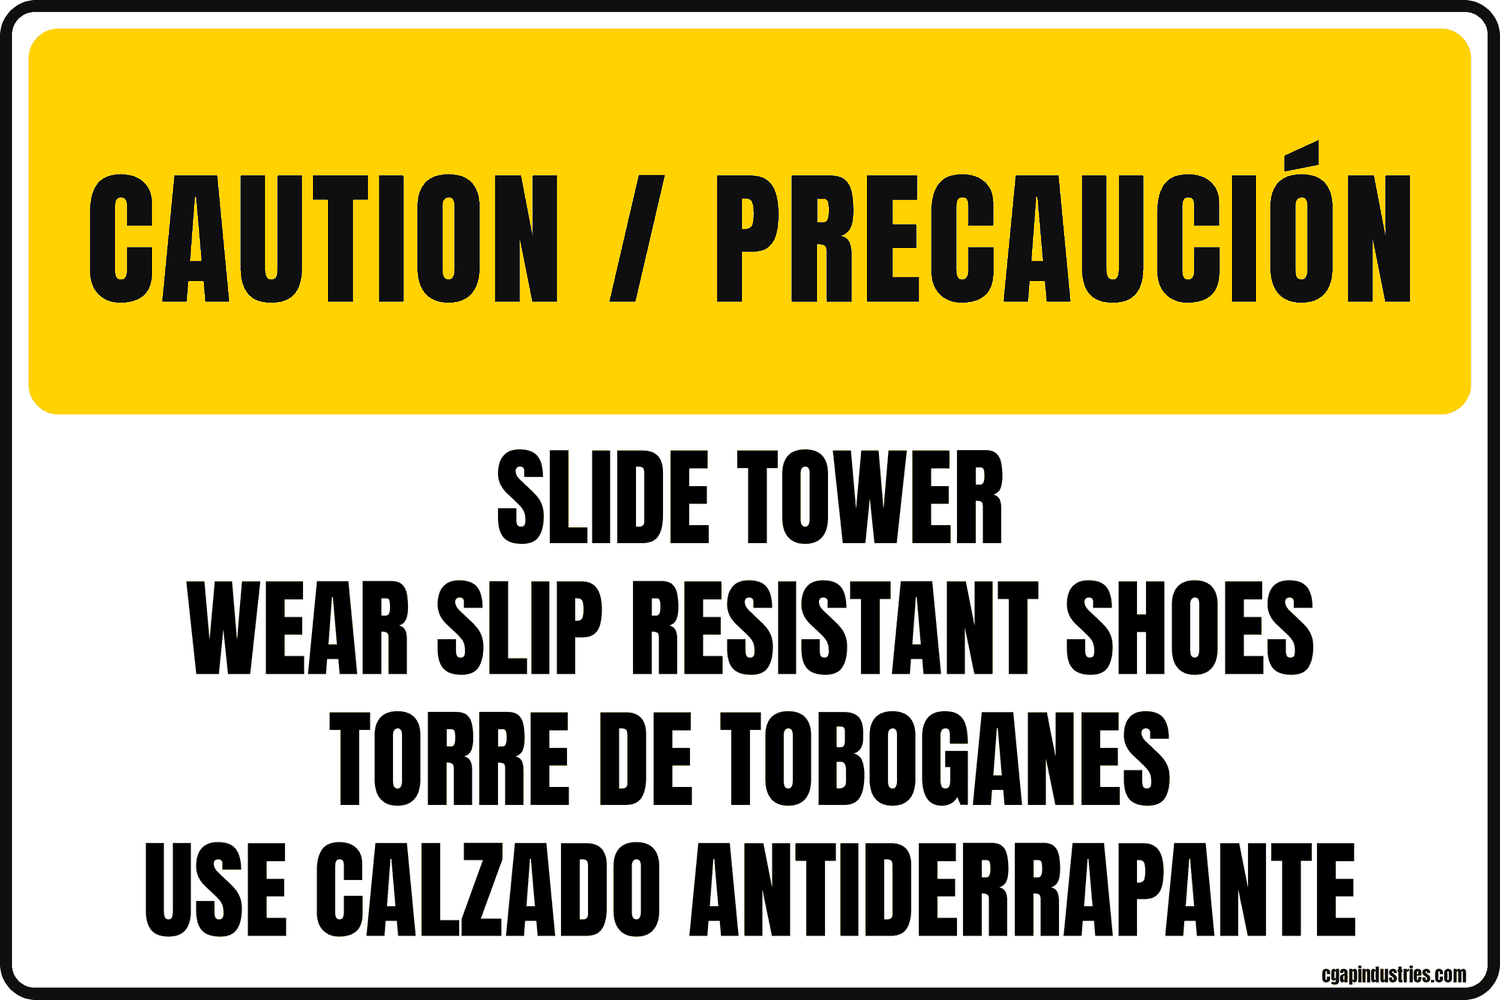 CAUTION / PRECAUCIÓN
SLIDE TOWER
WEAR SLIP RESISTANT SHOES
TORRE DE TOBOGANES
USE CALZADO ANTIDERRAPANTE
cgapindustries.com